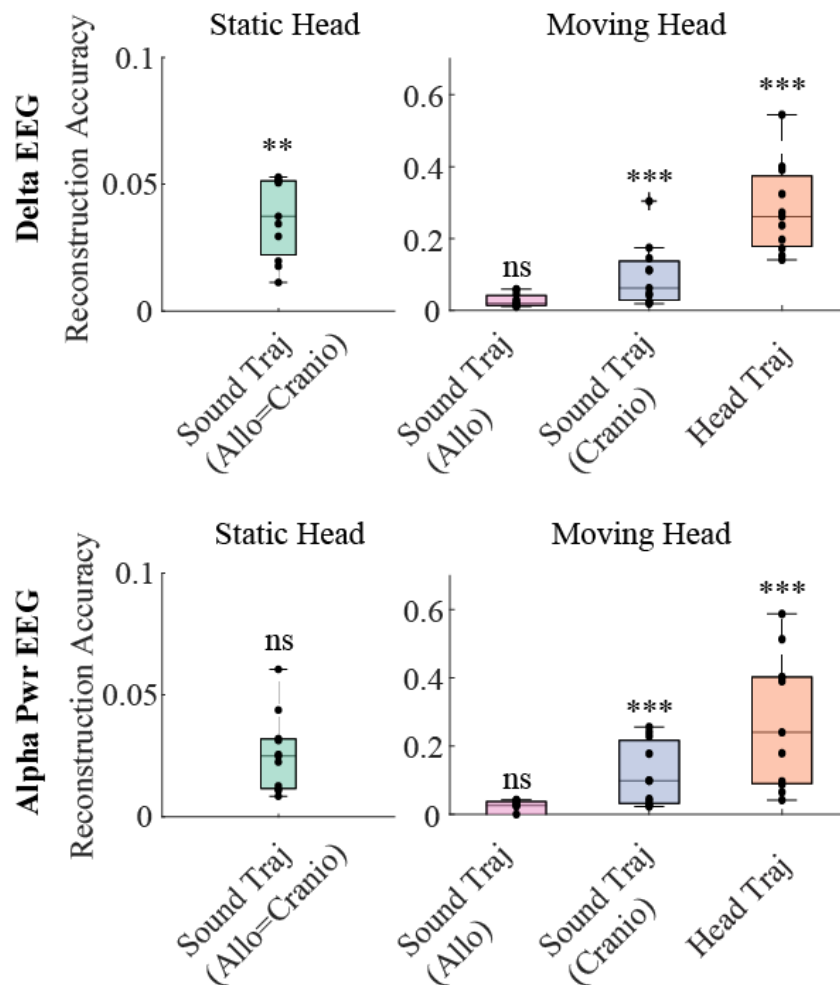 Static Head
Moving Head
Delta EEG
Reconstruction Accuracy
0.1
0.05
0
**
0.6
0.4
0.2
0
ns
***
***
Sound Traj
(Allo=Cranio)
Sound Traj
(Allo)
Sound Traj
(Cranio)
Head Traj
Static Head
Moving Head
Alpha Pwr EEG
Reconstruction Accuracy
0.1
0.05
0
ns
0.6
0.4
0.2
0
ns
***
***
Sound Traj
(Allo=Cranio)
Sound Traj
(Allo)
Sound Traj
(Cranio)
Head Traj